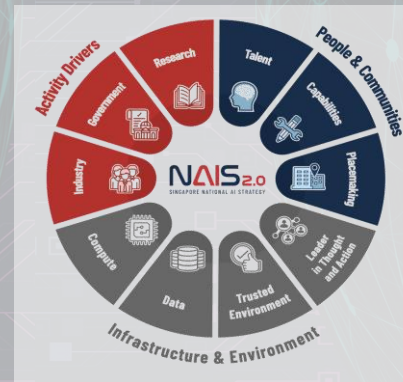 Activity Drivers
Industry
Government
Research
People & Communities
Talent
Capabilities
Placemaking
NAIS 2.0
SINGAPORE NATIONAL AI STRATEGY
Compute
Data
Trusted
Environment
Leader
in Thought
and Action
Infrastructure & Environment